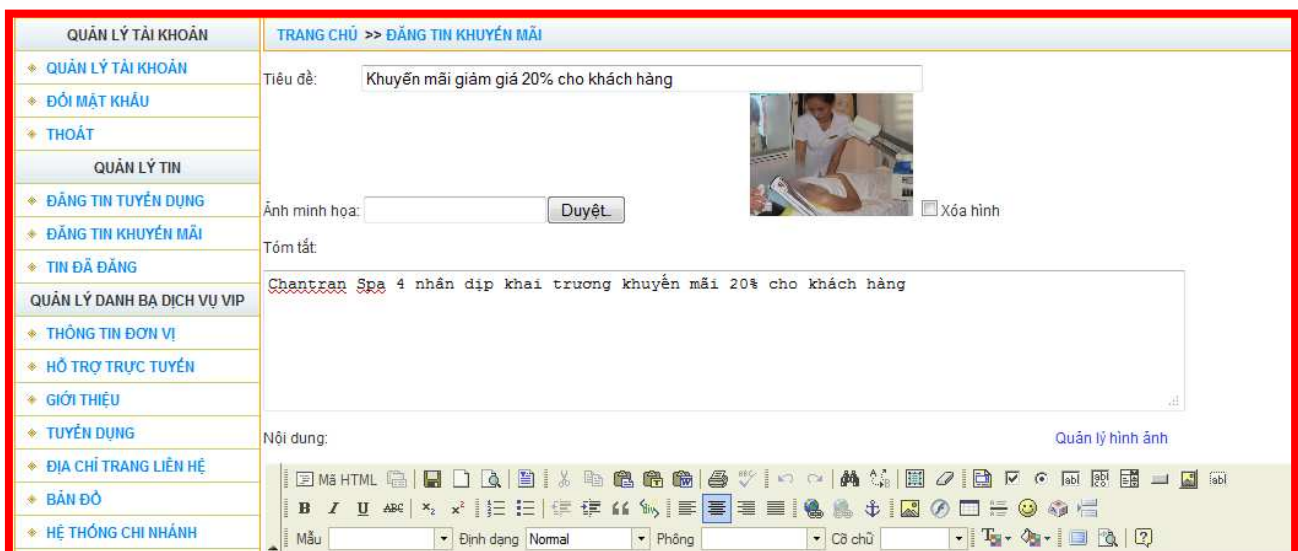 QUẢN LÝ TÀI KHOẢN
QUẢN LÝ TÀI KHOẢN
ĐỔI MẬT KHẨU
THOÁT
QUẢN LÝ TIN
ĐĂNG TIN TUYỂN DỤNG
ĐĂNG TIN KHUYẾN MÃI
TIN ĐÃ ĐĂNG
QUẢN LÝ DANH BẠ DỊCH VỤ VIP
THÔNG TIN ĐƠN VỊ
HỖ TRỢ TRỰC TUYẾN
GIỚI THIỆU
TUYỂN DỤNG
ĐỊA CHỈ TRANG LIÊN HỆ
BẢN ĐỒ
HỆ THỐNG CHI NHÁNH
TRANG CHỦ >> ĐĂNG TIN KHUYẾN MÃI
Tiêu đề: Khuyến mãi giảm giá 20% cho khách hàng
Ảnh minh họa: Duyệt.. Xóa hình
Tóm tắt:
Chantran Spa 4 nhân dịp khai trương khuyến mãi 20% cho khách hàng
Nội dung: Quản lý hình ảnh
Mã HTML
Mẫu Định dạng Normal Phông Cỡ chữ